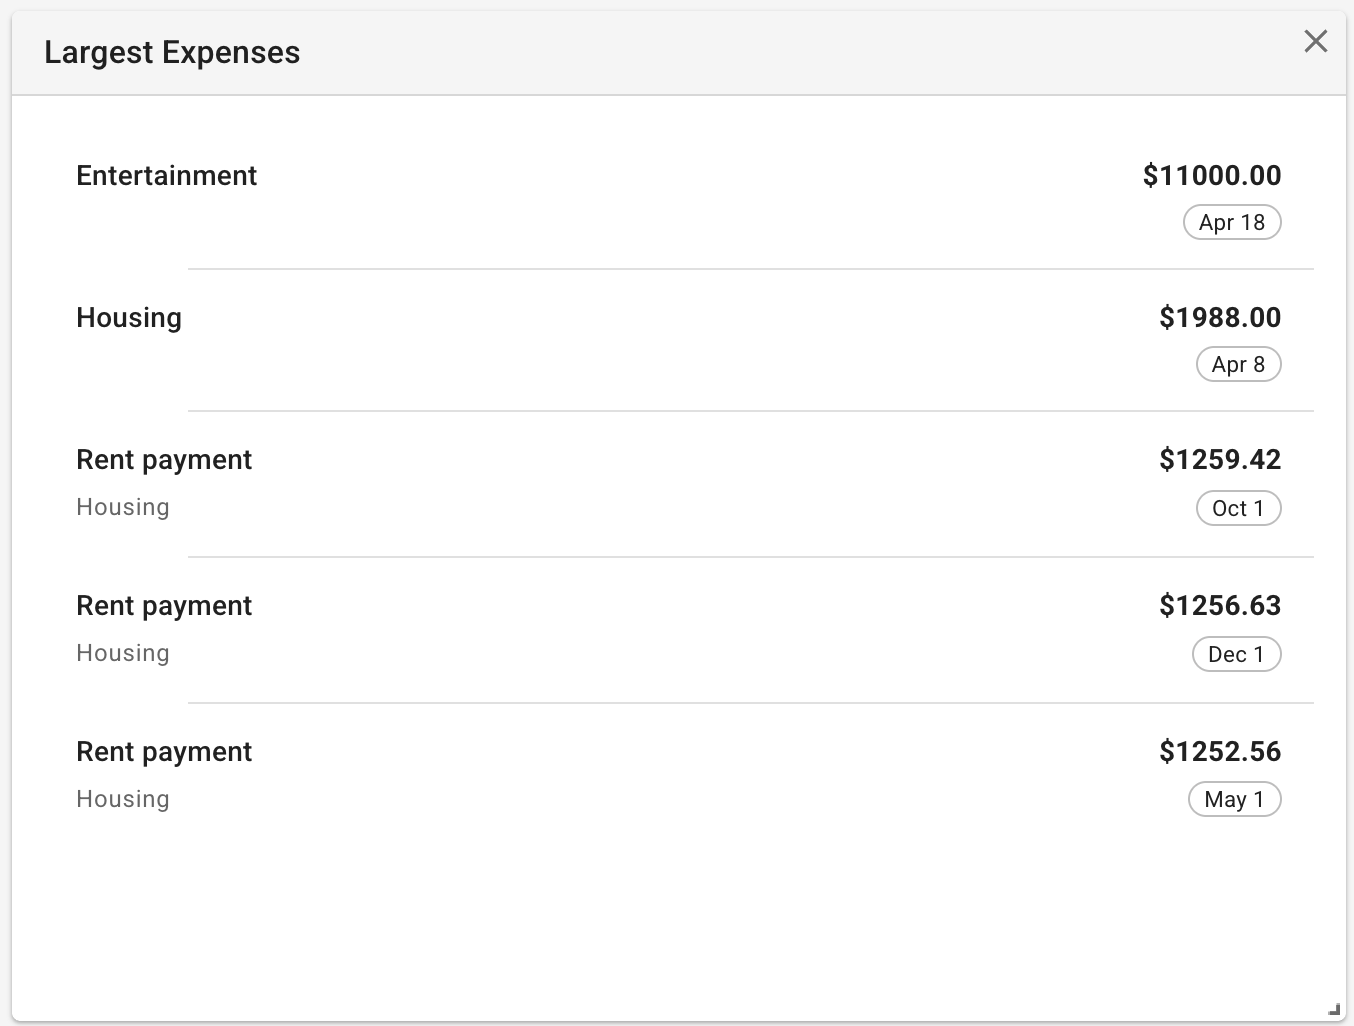 Largest Expenses
Entertainment
$11000.00
Apr 18
Housing
$1988.00
Apr 8
Rent payment
$1259.42
Housing
Oct 1
Rent payment
$1256.63
Housing
Dec 1
Rent payment
$1252.56
Housing
May 1